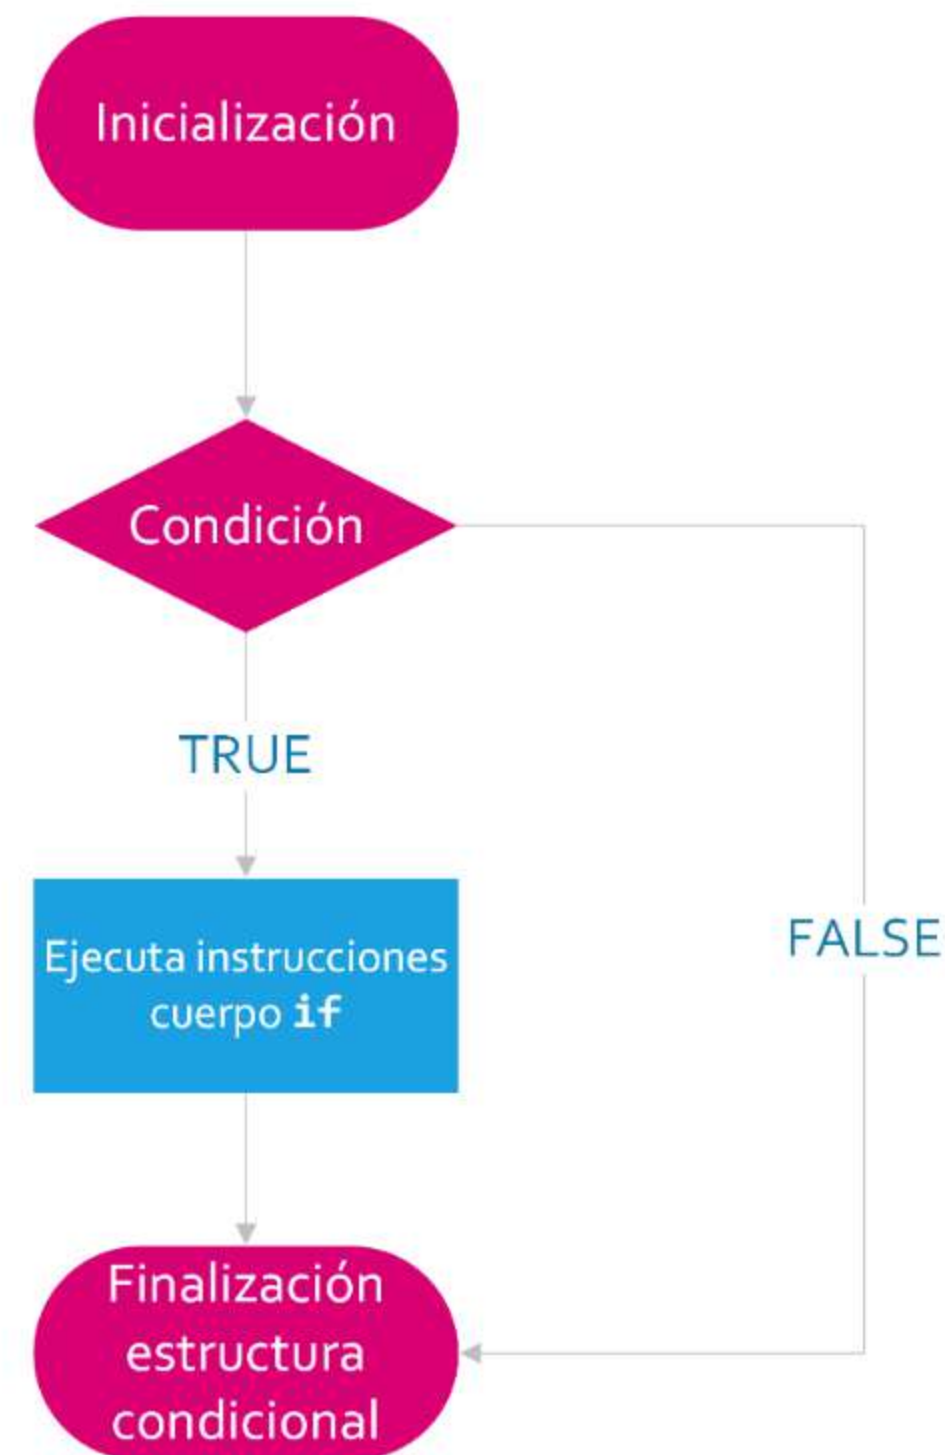 Inicialización
Condición
TRUE
Ejecuta instrucciones
cuerpo if
FALSE
Finalización
estructura
condicional